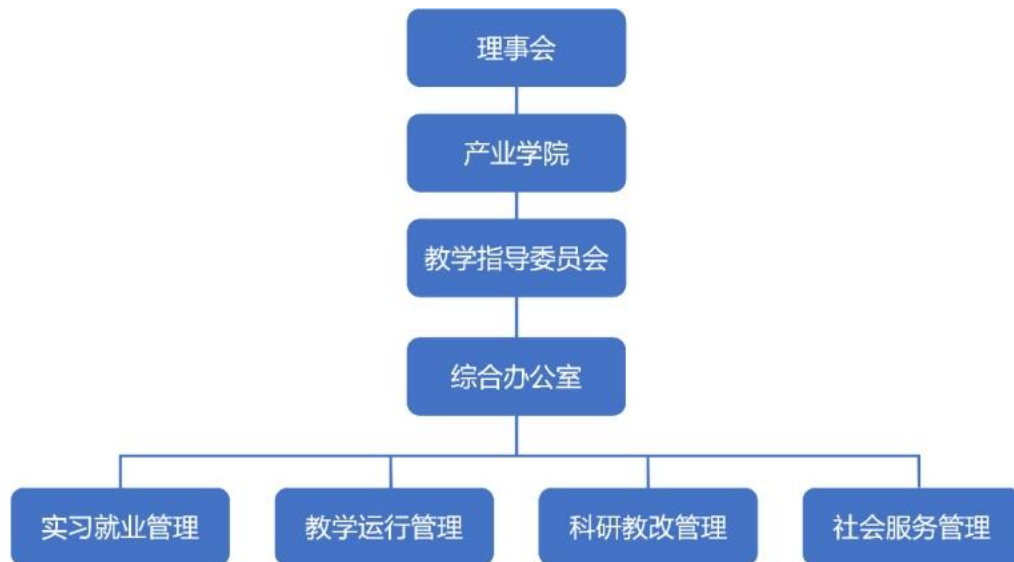 理事会
产业学院
教学指导委员会
综合办公室
实习就业管理
教学运行管理
科研教改管理
社会服务管理